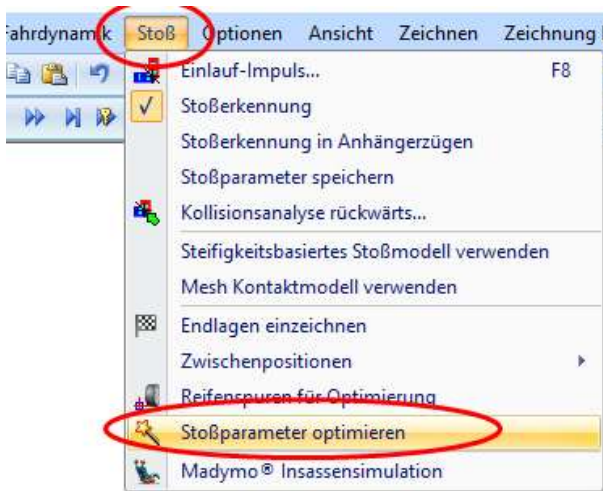 Fahrdynamik Stoß Optionen Ansicht Zeichnen Zeichnung
Einlauf-Impuls... F8
Stoßerkennung
Stoßerkennung in Anhängerzügen
Stoßparameter speichern
Kollisionsanalyse rückwärts...
Steifigkeitsbasiertes Stoßmodell verwenden
Mesh Kontaktmodell verwenden
Endlagen einzeichnen
Zwischenpositionen
Reifenspuren für Optimierung
Stoßparameter optimieren
Madymo® Insassensimulation